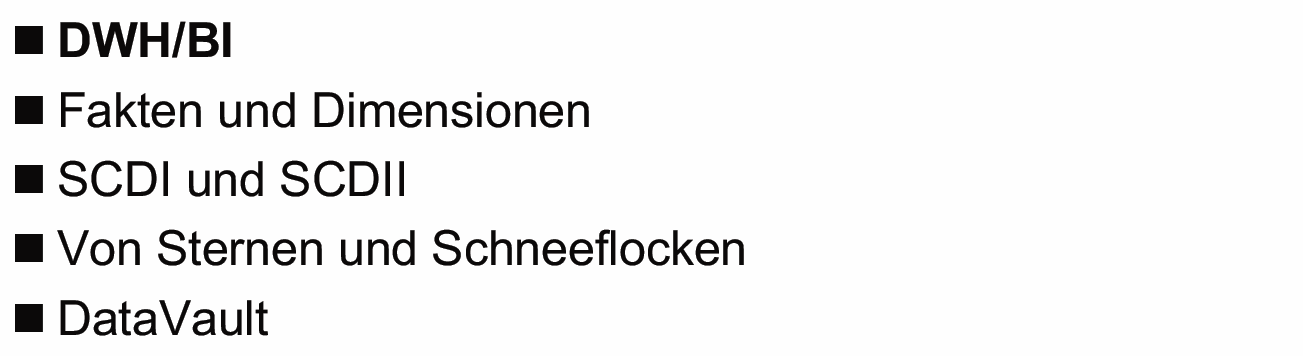 ■ DWH/BI
■ Fakten und Dimensionen
■ SCDI und SCDII
■ Von Sternen und Schneeflocken
■ DataVault